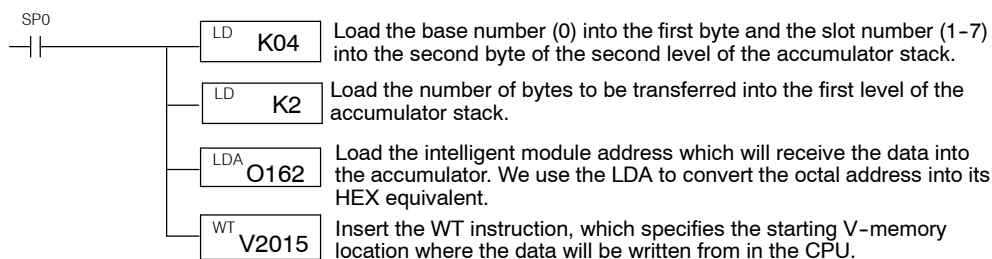 SP0
LD K04
Load the base number (0) into the first byte and the slot number (1-7)
into the second byte of the second level of the accumulator stack.
LD K2
Load the number of bytes to be transferred into the first level of the
accumulator stack.
LDA O162
Load the intelligent module address which will receive the data into
the accumulator. We use the LDA to convert the octal address into its
HEX equivalent.
WT V2015
Insert the WT instruction, which specifies the starting V-memory
location where the data will be written from in the CPU.